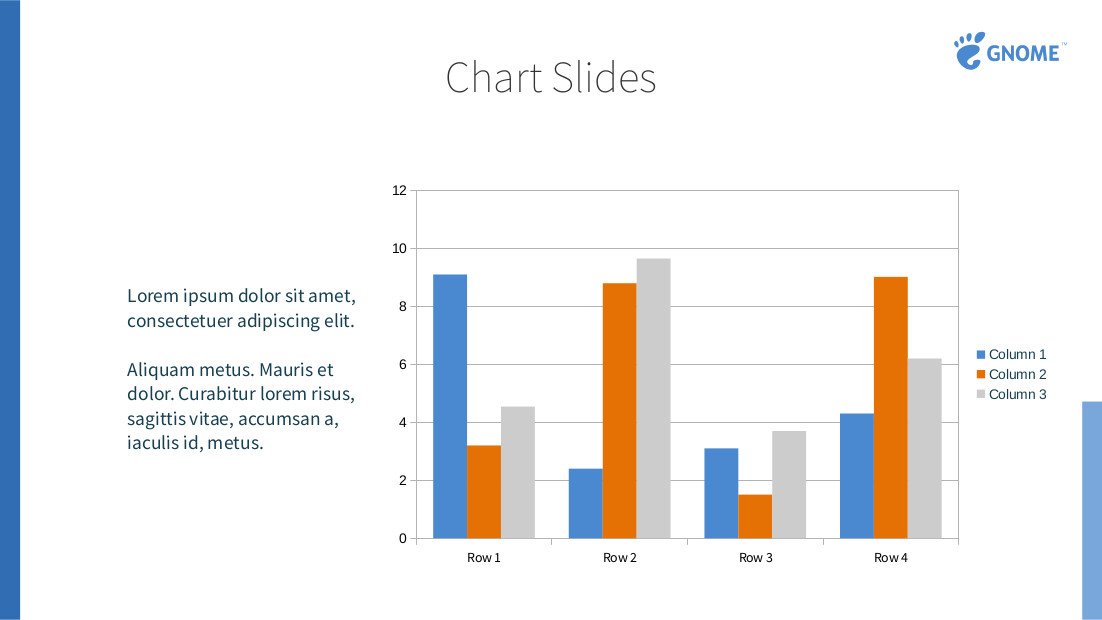 GNOME™
Chart Slides
Lorem ipsum dolor sit amet,
consectetuer adipiscing elit.
Aliquam metus. Mauris et
dolor. Curabitur lorem risus,
sagittis vitae, accumsan a,
iaculis id, metus.
12
10
8
6
4
2
0
Row 1
Row 2
Row 3
Row 4
Column 1
Column 2
Column 3